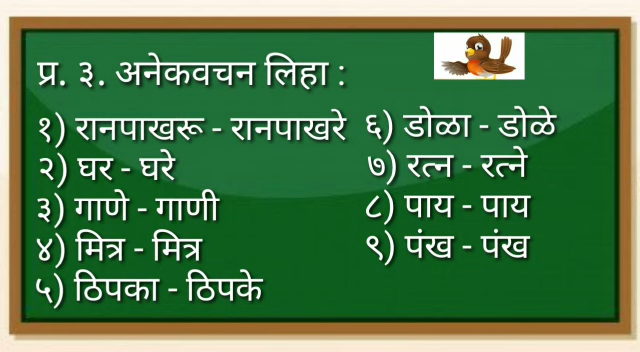 प्र. ३. अनेकवचन लिहा :
१) रानपाखरू - रानपाखरे
२) घर - घरे
३) गाणे - गाणी
४) मित्र - मित्र
५) ठिपका - ठिपके
६) डोळा - डोळे
७) रत्न - रत्ने
८) पाय - पाय
९) पंख - पंख